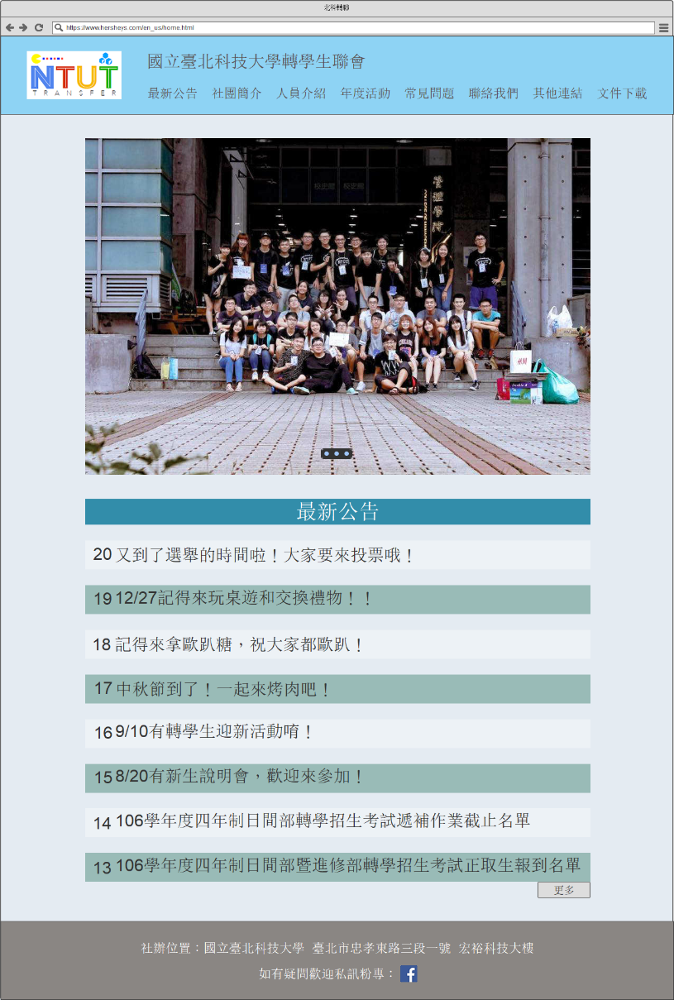 北科轉聯
https://www.hersheys.com/en_us/home.html
NTUT
TRANSFER
國立臺北科技大學轉學生聯會
最新公告 社團簡介 人員介紹 年度活動 常見問題 聯絡我們 其他連結 文件下載
校史館 校史館
管理學院
H&M
Double A
最新公告
20 又到了選舉的時間啦！大家要來投票哦！
19 12/27記得來玩桌遊和交換禮物！！
18 記得來拿歐趴糖，祝大家都歐趴！
17 中秋節到了！一起來烤肉吧！
16 9/10有轉學生迎新活動唷！
15 8/20有新生說明會，歡迎來參加！
14 106學年度四年制日間部轉學招生考試遞補作業截止名單
13 106學年度四年制日間部暨進修部轉學招生考試正取生報到名單
更多
社辦位置：國立臺北科技大學 臺北市忠孝東路三段一號 宏裕科技大樓
如有疑問歡迎私訊粉專：